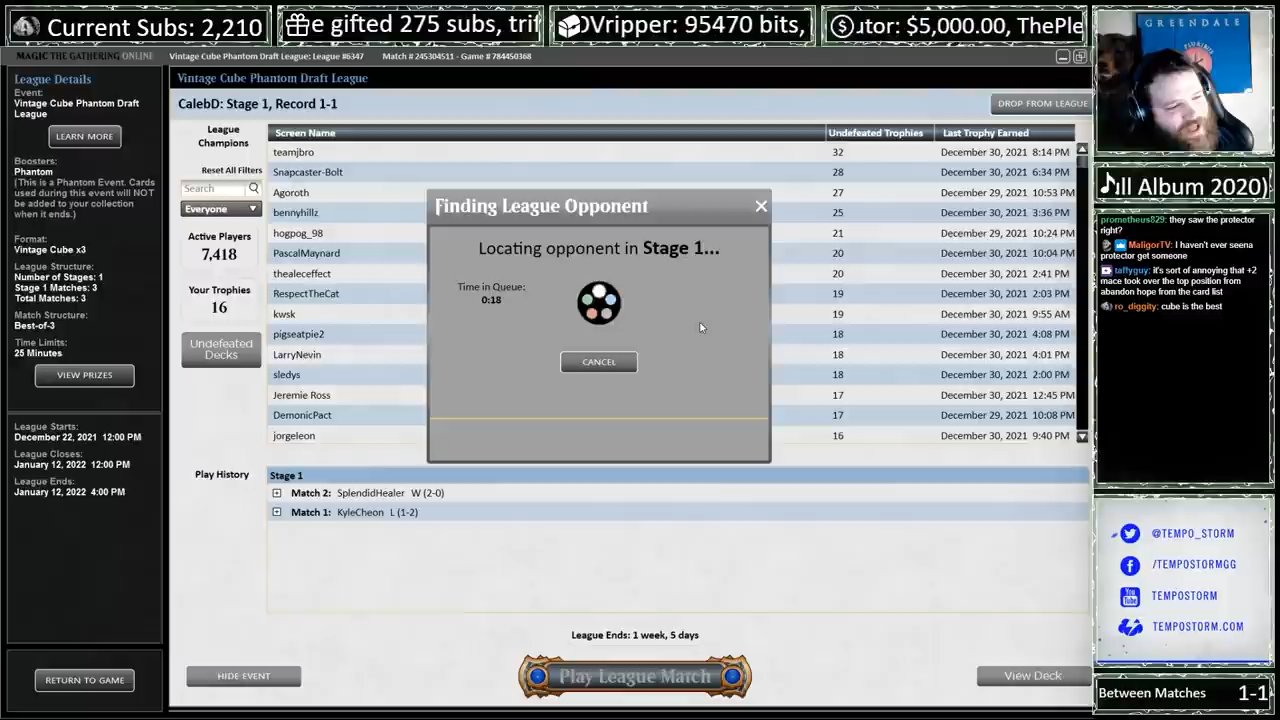 Current Subs: 2,210
e gifted 275 subs, trif
Vripper: 95470 bits,
utor: $5,000.00, ThePle
GREENDALE
MAGIC THE GATHERING ONLINE
Vintage Cube Phantom Draft League: League #6347
Match # 245304511 - Game # 784450368
League Details
Event:
Vintage Cube Phantom Draft
League
LEARN MORE
Boosters:
Phantom
(This is a Phantom Event. Cards
used during this event will NOT
be added to your collection
when it ends.)
Format:
Vintage Cube x3
League Structure:
Number of Stages: 1
Stage 1 Matches: 3
Total Matches: 3
Match Structure:
Best-of-3
Time Limits:
25 Minutes
VIEW PRIZES
League Starts:
December 22, 2021 12:00 PM
League Closes:
January 12, 2022 12:00 PM
League Ends:
January 12, 2022 4:00 PM
RETURN TO GAME
Vintage Cube Phantom Draft League
CalebD: Stage 1, Record 1-1
DROP FROM LEAGUE
League
Champions
Reset All Filters
Search
Everyone
Active Players
7,418
Your Trophies
16
Undefeated
Decks
Screen Name Undefeated Trophies Last Trophy Earned
teamjbro 32 December 30, 2021 8:14 PM
Snapcaster-Bolt 28 December 30, 2021 6:34 PM
Agoroth 27 December 29, 2021 10:53 PM
bennyhillz 25 December 30, 2021 3:36 PM
hogpog_98 21 December 29, 2021 10:24 PM
PascalMaynard 20 December 30, 2021 10:04 PM
thealeceffect 20 December 30, 2021 2:41 PM
RespectTheCat 19 December 30, 2021 2:03 PM
kwsk 19 December 30, 2021 9:55 AM
pigseatpie2 18 December 30, 2021 4:08 PM
LarryNevin 18 December 30, 2021 4:01 PM
sledys 18 December 30, 2021 2:00 PM
Jeremie Ross 17 December 30, 2021 12:45 PM
DemonicPact 17 December 29, 2021 10:08 PM
jorgeleon 16 December 30, 2021 9:40 PM
Finding League Opponent
Locating opponent in Stage 1...
Time in Queue:
0:18
CANCEL
Play History
Stage 1
Match 2: SplendidHealer W (2-0)
Match 1: KyleCheon L (1-2)
League Ends: 1 week, 5 days
HIDE EVENT
Play League Match
View Deck
ill Album 2020)
prometheus829: they saw the protector
right?
MaligorTV: I haven't ever seena
protector get someone
taffyguy: it's sort of annoying that +2
mace took over the top position from
abandon hope from the card list
ro_diggity: cube is the best
@TEMPO_STORM
/TEMPOSTORMGG
TEMPOSTORM
TEMPOSTORM.COM
Between Matches 1-1